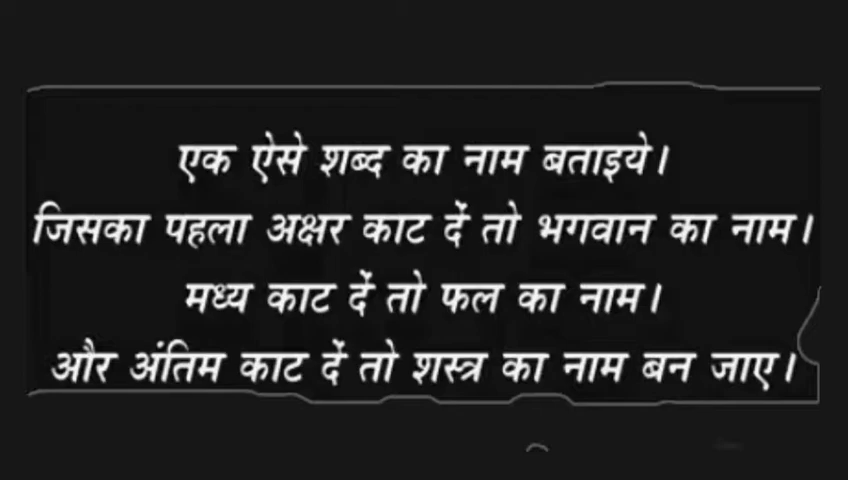 एक ऐसे शब्द का नाम बताइये।
जिसका पहला अक्षर काट दें तो भगवान का नाम।
मध्य काट दें तो फल का नाम।
और अंतिम काट दें तो शस्त्र का नाम बन जाए।